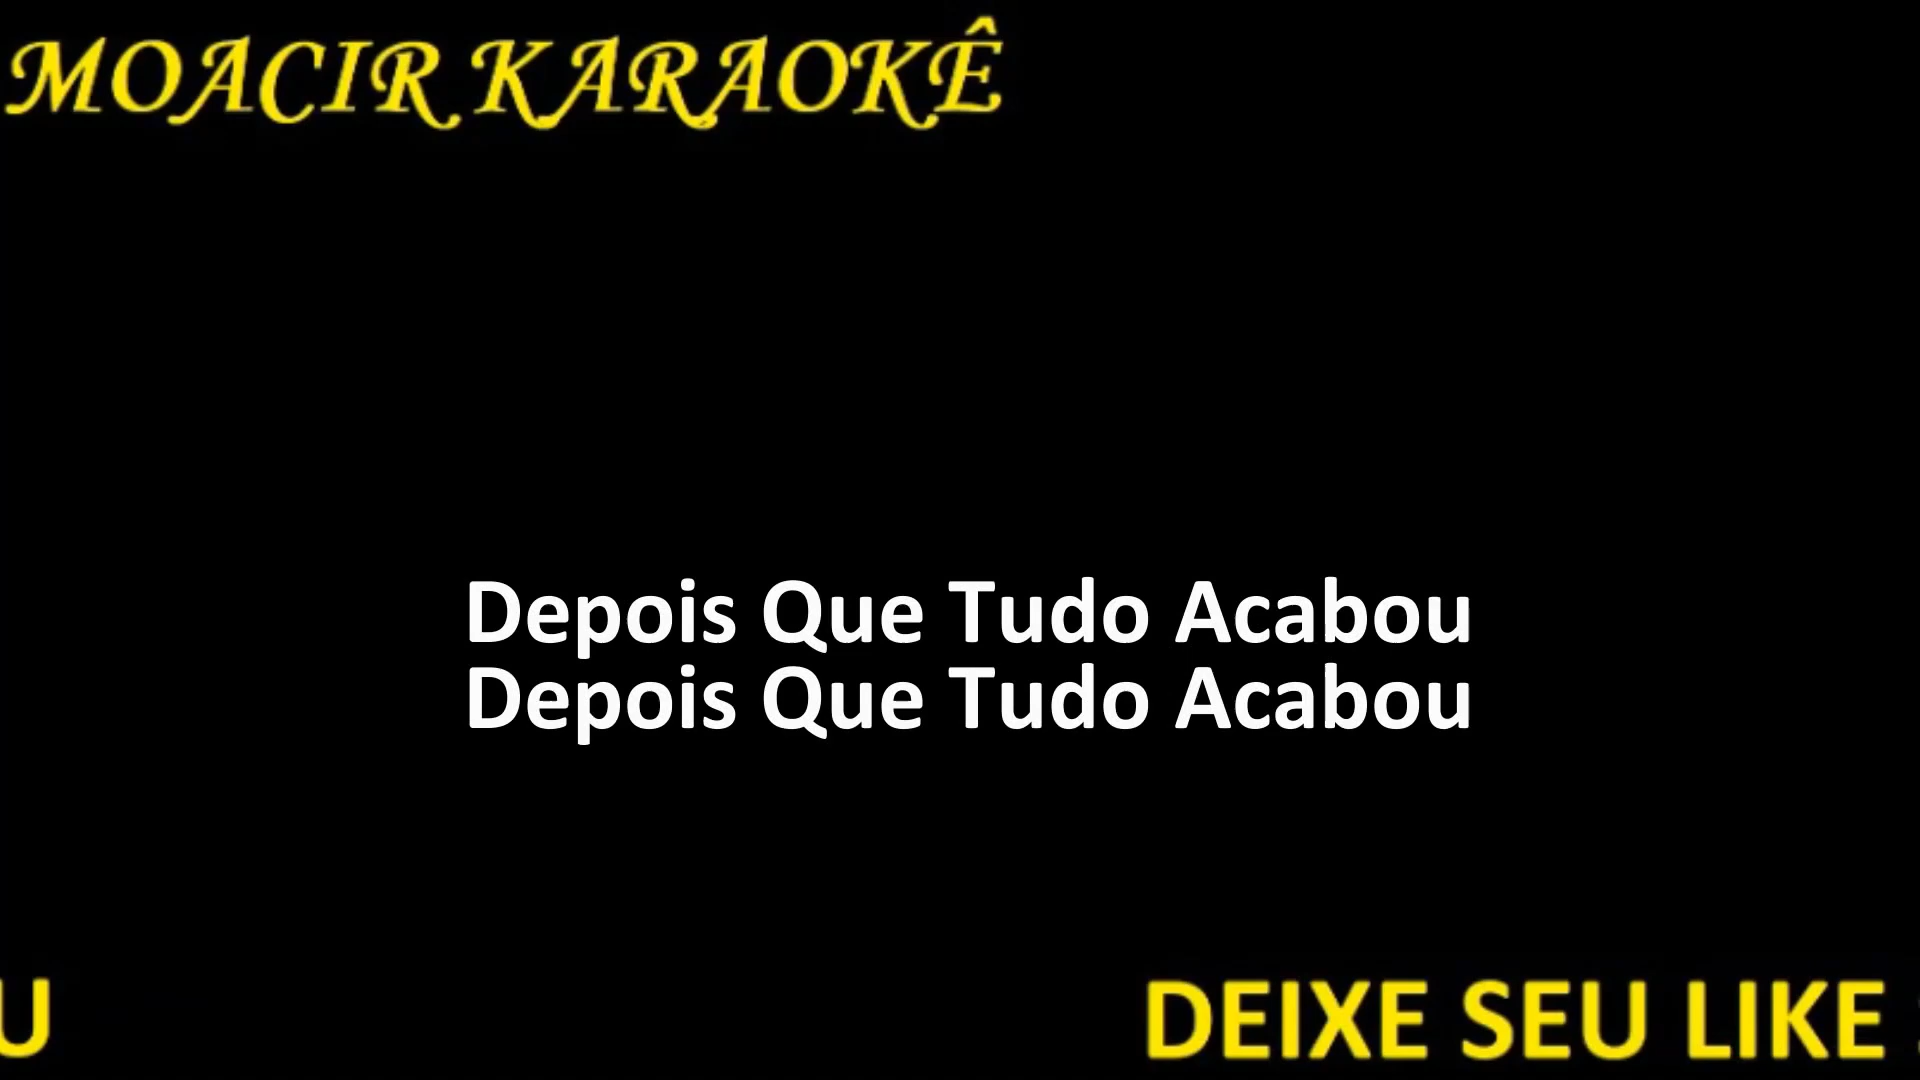 MOACIR KARAOKÊ
Depois Que Tudo Acabou
Depois Que Tudo Acabou
U DEIXE SEU LIKE